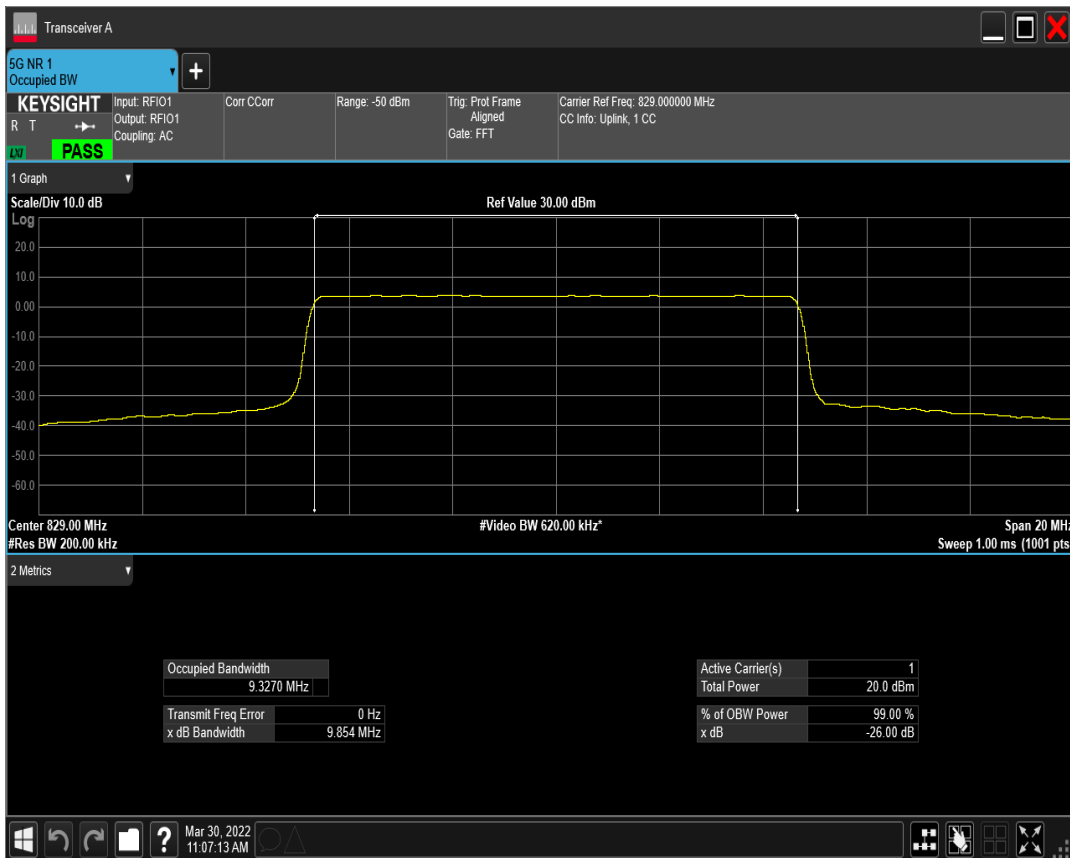 Transceiver A
5G NR 1
Occupied BW
KEYSIGHT
R T
LXI
PASS
Input: RFIO1
Output: RFIO1
Coupling: AC
Corr CCorr
Range: -50 dBm
Trig: Prot Frame
Aligned
Gate: FFT
Carrier Ref Freq: 829.000000 MHz
CC Info: Uplink, 1 CC
1 Graph
Scale/Div 10.0 dB
Ref Value 30.00 dBm
Log
20.0
10.0
0.00
-10.0
-20.0
-30.0
-40.0
-50.0
-60.0
Center 829.00 MHz
#Video BW 620.00 kHz*
Span 20 MHz
#Res BW 200.00 kHz
Sweep 1.00 ms (1001 pts
2 Metrics
Occupied Bandwidth
9.3270 MHz
Transmit Freq Error 0 Hz
x dB Bandwidth 9.854 MHz
Active Carrier(s) 1
Total Power 20.0 dBm
% of OBW Power 99.00 %
x dB -26.00 dB
?
Mar 30, 2022
11:07:13 AM